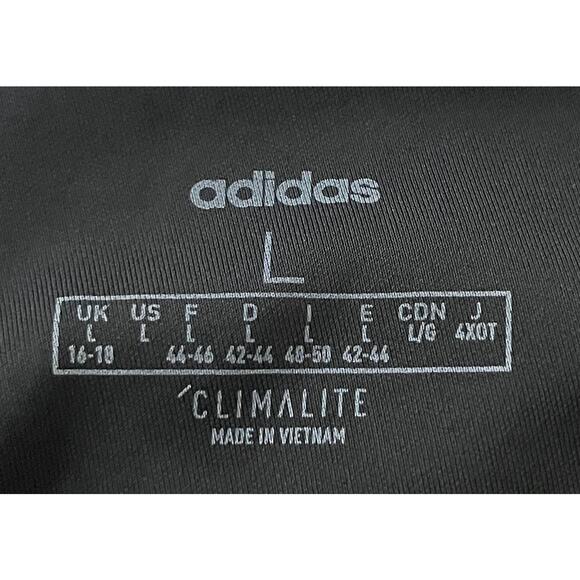 adidas
L
UK US F D I E CDN J
L L L L L L L/G 4XOT
16-18 44-46 42-44 48-50 42-44
CLIMALITE
MADE IN VIETNAM